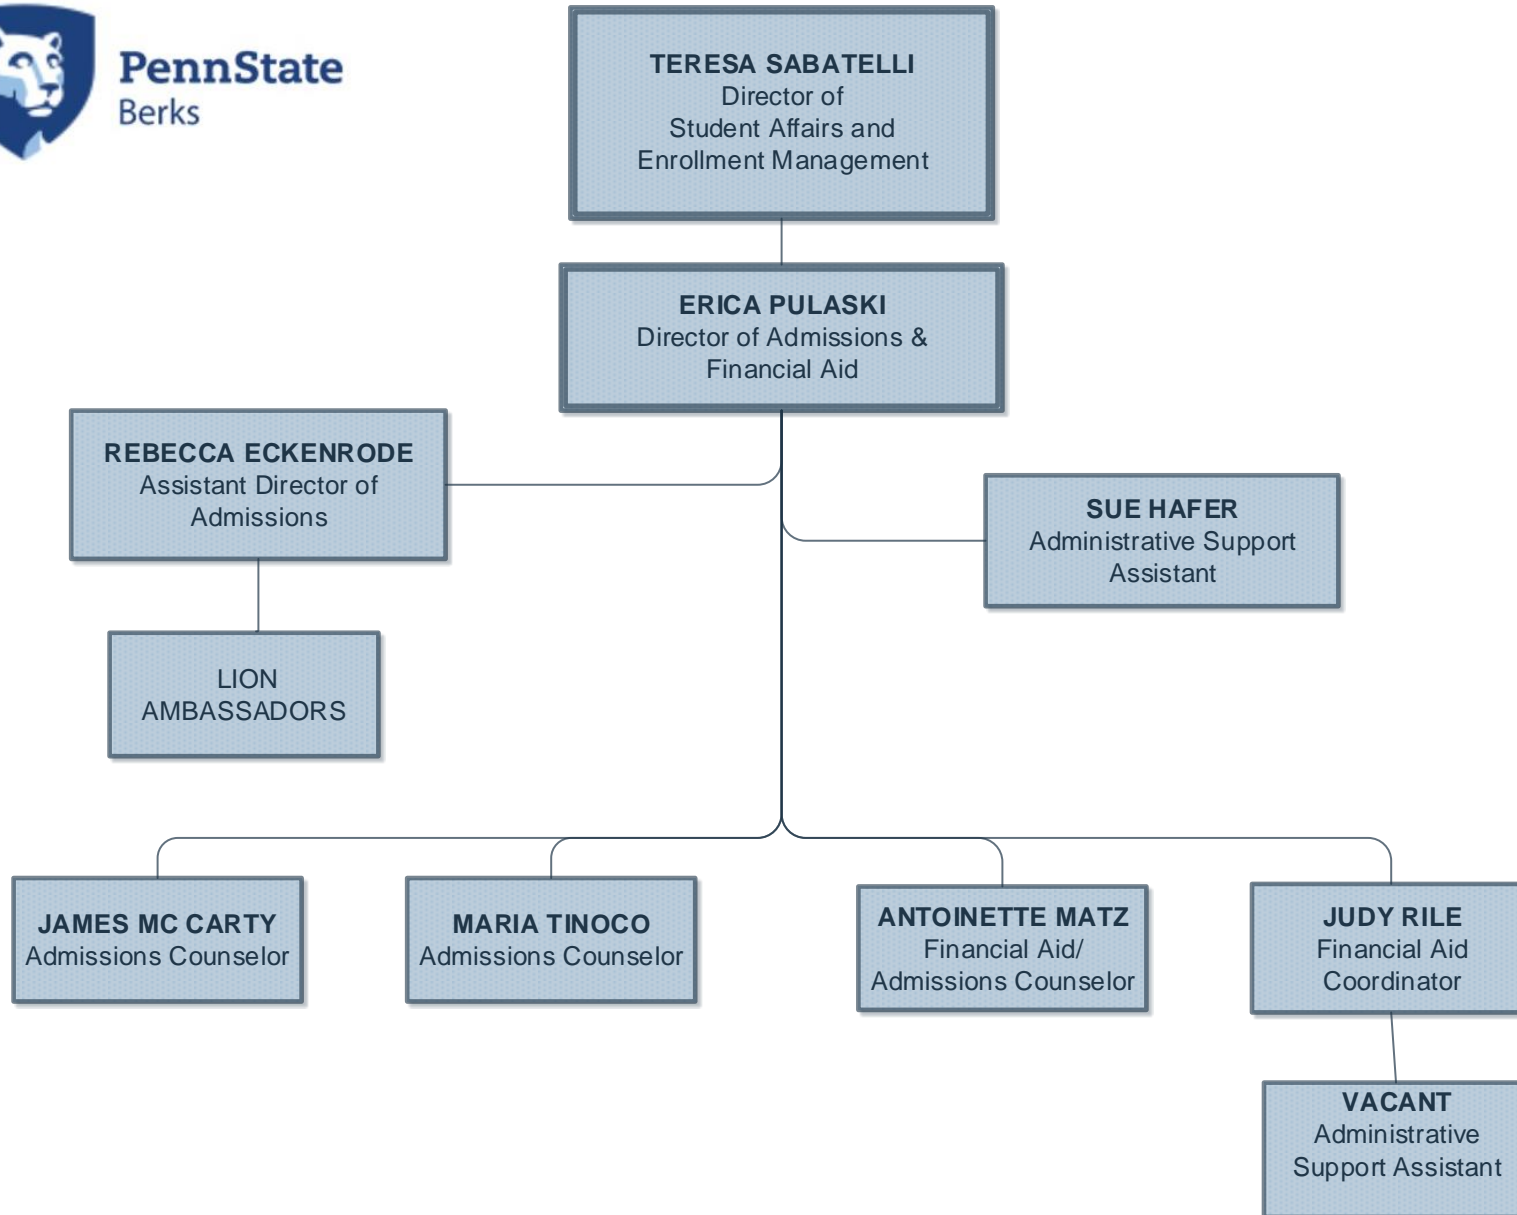 PennState
Berks
TERESA SABATELLI
Director of
Student Affairs and
Enrollment Management
ERICA PULASKI
Director of Admissions &
Financial Aid
REBECCA ECKENRODE
Assistant Director of
Admissions
SUE HAFER
Administrative Support
Assistant
LION
AMBASSADORS
JAMES MC CARTY
Admissions Counselor
MARIA TINOCO
Admissions Counselor
ANTOINETTE MATZ
Financial Aid/
Admissions Counselor
JUDY RILE
Financial Aid
Coordinator
VACANT
Administrative
Support Assistant